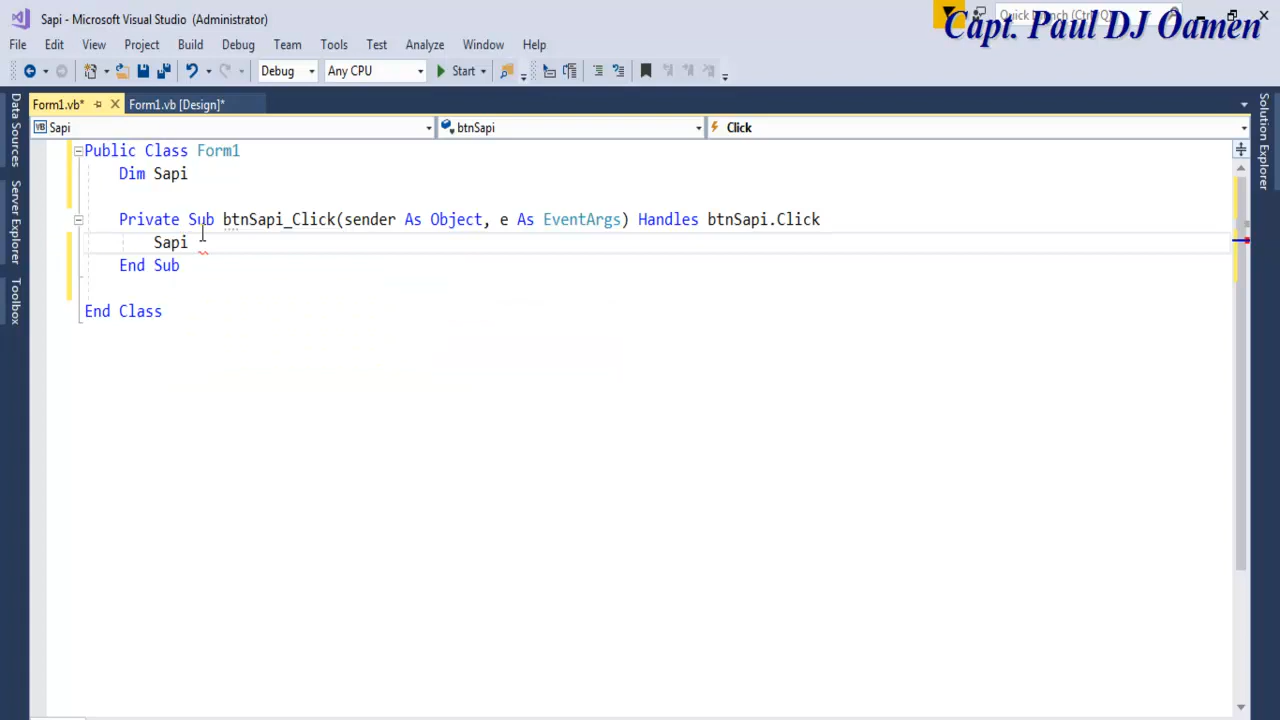 Sapi - Microsoft Visual Studio (Administrator)
Quick Launch (Ctrl+Q)
Capt. Paul DJ Oamen
File Edit View Project Build Debug Team Tools Test Analyze Window Help
Debug Any CPU Start
Form1.vb* Form1.vb [Design]*
Sapi btnSapi Click
Data Sources
Server Explorer
Toolbox
Solution Explorer
Public Class Form1
Dim Sapi
Private Sub btnSapi_Click(sender As Object, e As EventArgs) Handles btnSapi.Click
Sapi
End Sub
End Class